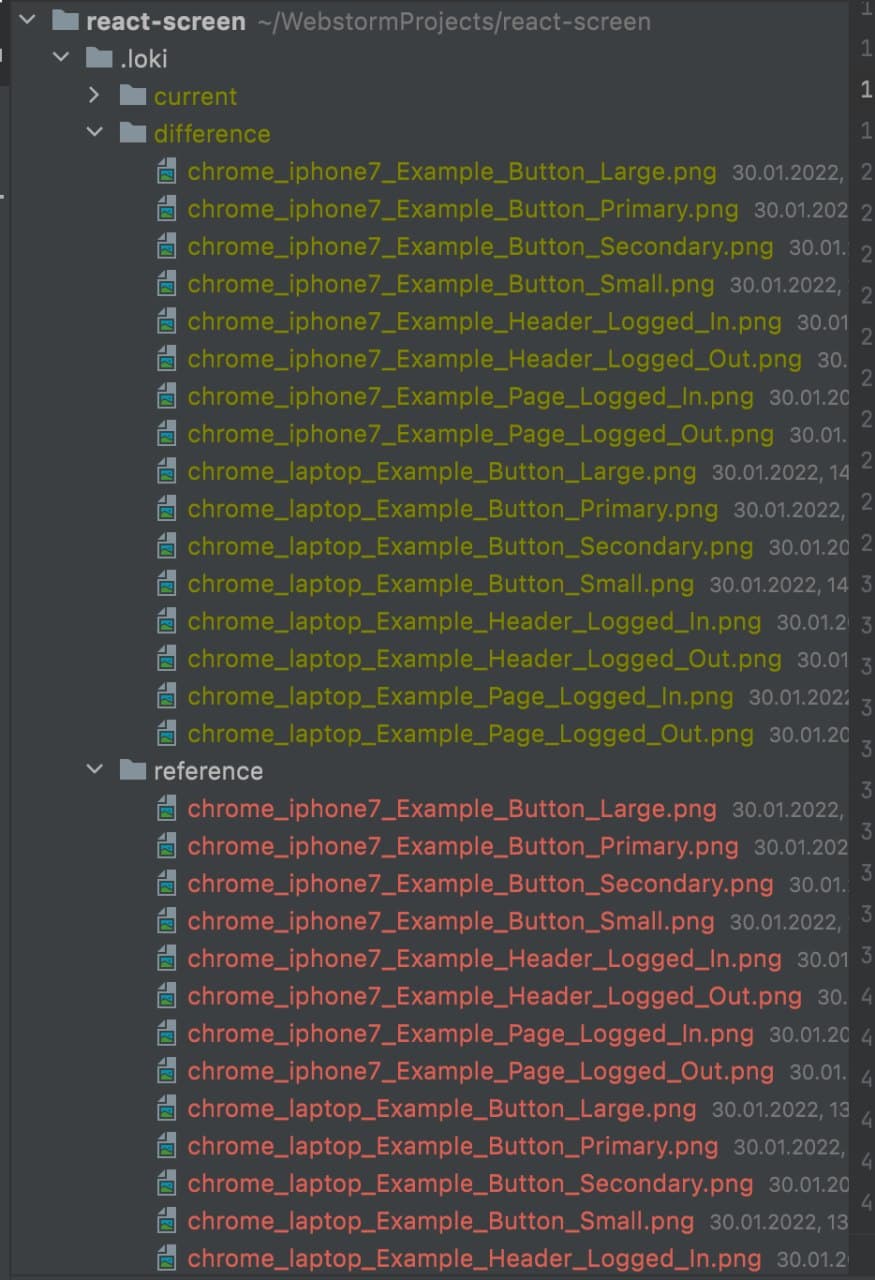 react-screen ~/WebstormProjects/react-screen
.loki
current
difference
chrome_iphone7_Example_Button_Large.png 30.01.2022,
chrome_iphone7_Example_Button_Primary.png 30.01.202
chrome_iphone7_Example_Button_Secondary.png 30.01.
chrome_iphone7_Example_Button_Small.png 30.01.2022,
chrome_iphone7_Example_Header_Logged_In.png 30.01
chrome_iphone7_Example_Header_Logged_Out.png 30.
chrome_iphone7_Example_Page_Logged_In.png 30.01.20
chrome_iphone7_Example_Page_Logged_Out.png 30.01.
chrome_laptop_Example_Button_Large.png 30.01.2022, 14
chrome_laptop_Example_Button_Primary.png 30.01.2022,
chrome_laptop_Example_Button_Secondary.png 30.01.20
chrome_laptop_Example_Button_Small.png 30.01.2022, 14
chrome_laptop_Example_Header_Logged_In.png 30.01.2
chrome_laptop_Example_Header_Logged_Out.png 30.01
chrome_laptop_Example_Page_Logged_In.png 30.01.2022
chrome_laptop_Example_Page_Logged_Out.png 30.01.20
reference
chrome_iphone7_Example_Button_Large.png 30.01.2022,
chrome_iphone7_Example_Button_Primary.png 30.01.202
chrome_iphone7_Example_Button_Secondary.png 30.01.
chrome_iphone7_Example_Button_Small.png 30.01.2022,
chrome_iphone7_Example_Header_Logged_In.png 30.01
chrome_iphone7_Example_Header_Logged_Out.png 30.
chrome_iphone7_Example_Page_Logged_In.png 30.01.20
chrome_iphone7_Example_Page_Logged_Out.png 30.01.
chrome_laptop_Example_Button_Large.png 30.01.2022, 13
chrome_laptop_Example_Button_Primary.png 30.01.2022,
chrome_laptop_Example_Button_Secondary.png 30.01.20
chrome_laptop_Example_Button_Small.png 30.01.2022, 13
chrome_laptop_Example_Header_Logged_In.png 30.01.2